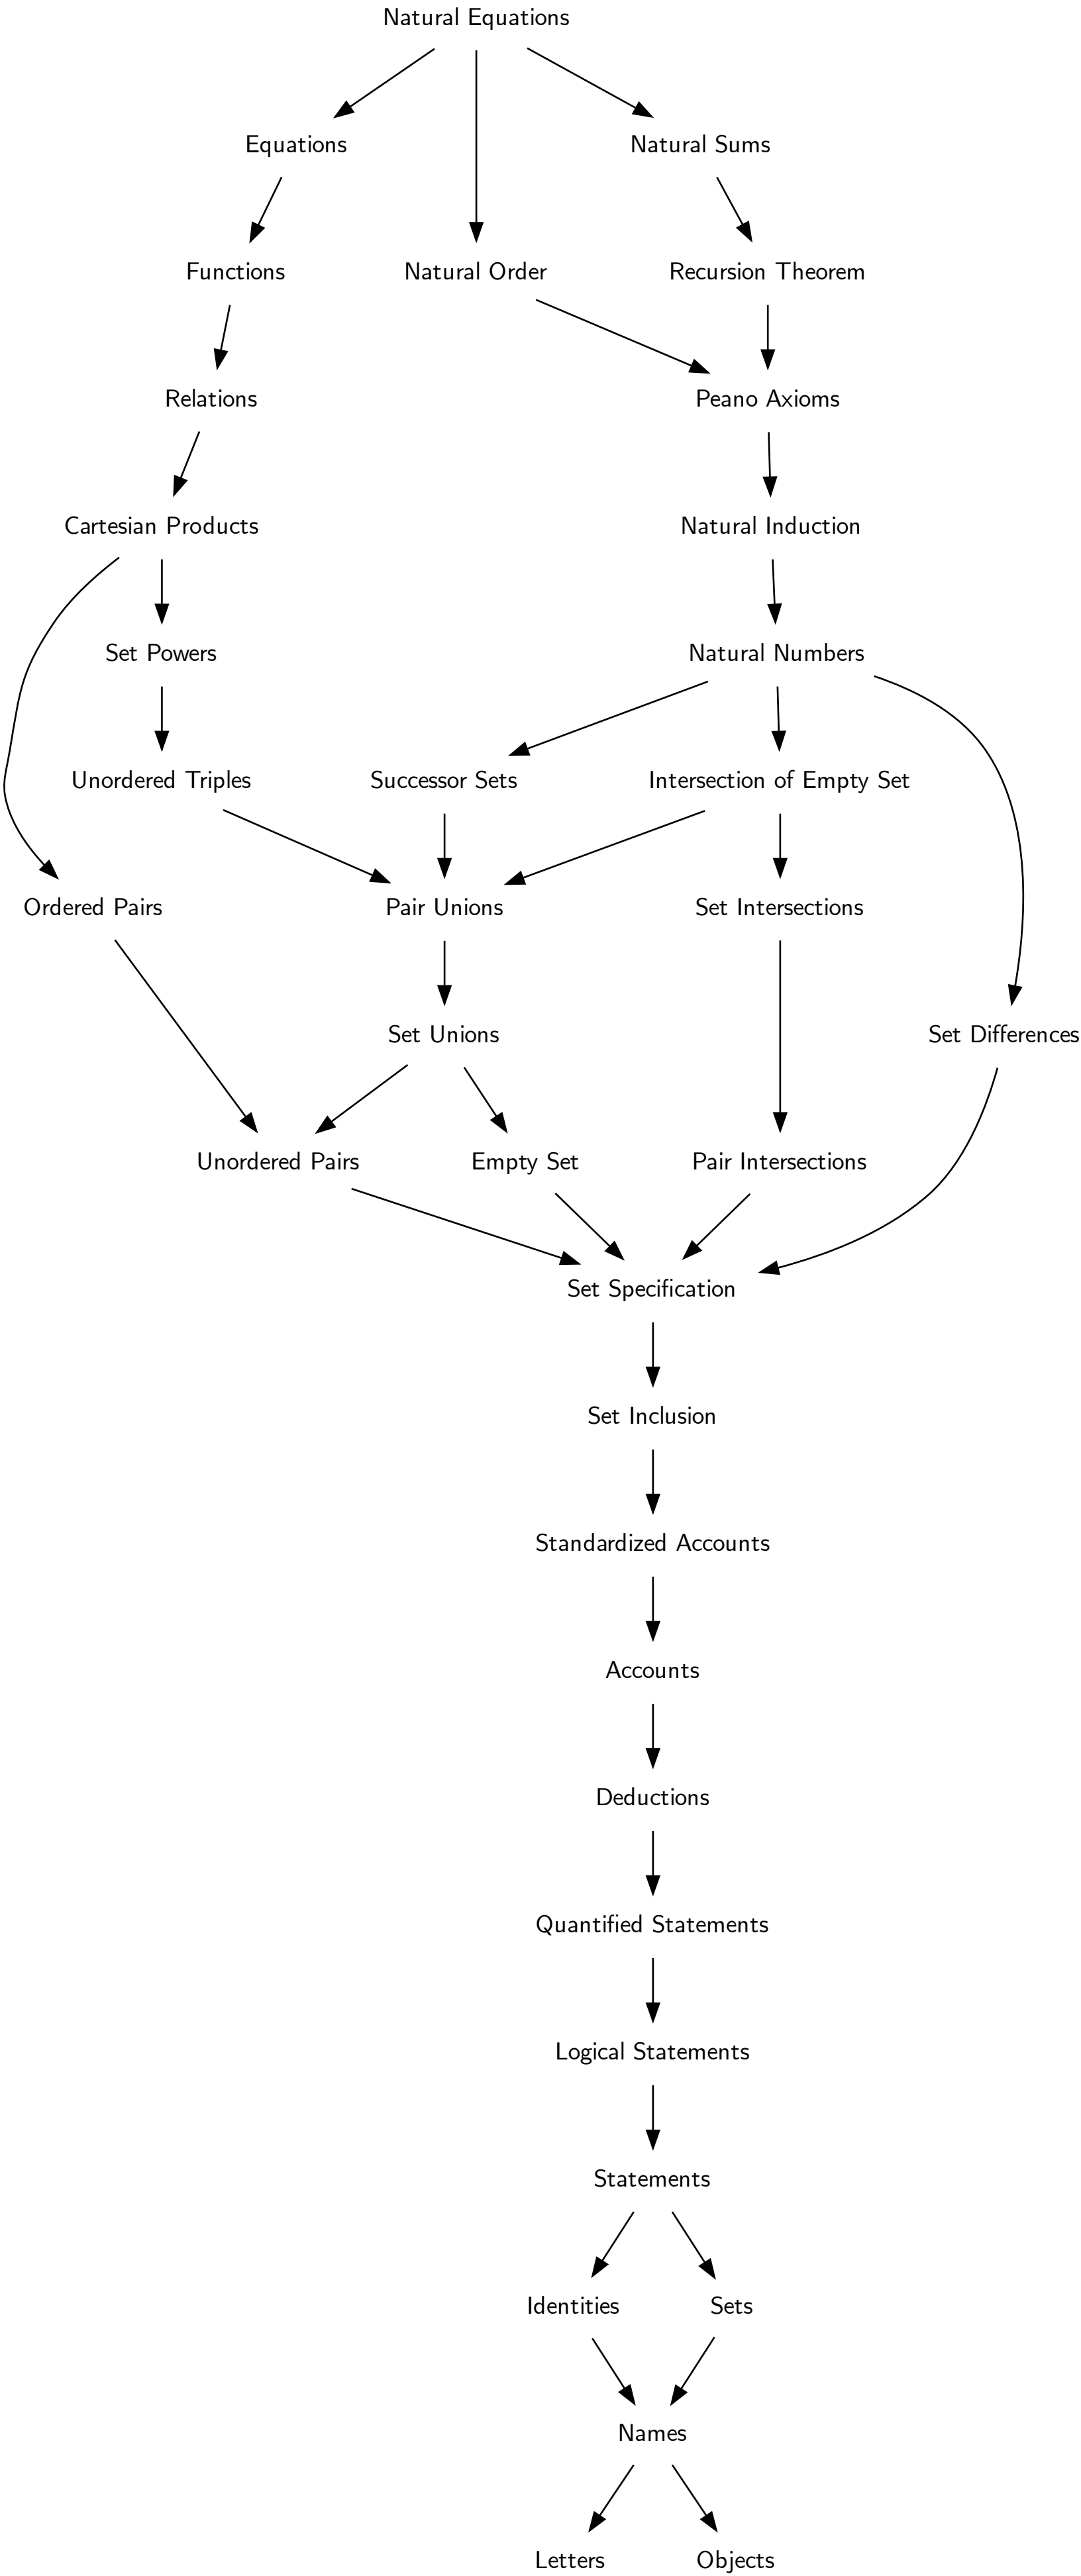 Natural Equations
Equations
Natural Sums
Functions
Natural Order
Recursion Theorem
Relations
Peano Axioms
Cartesian Products
Natural Induction
Set Powers
Natural Numbers
Unordered Triples
Successor Sets
Intersection of Empty Set
Ordered Pairs
Pair Unions
Set Intersections
Set Unions
Set Differences
Unordered Pairs
Empty Set
Pair Intersections
Set Specification
Set Inclusion
Standardized Accounts
Accounts
Deductions
Quantified Statements
Logical Statements
Statements
Identities
Sets
Names
Letters
Objects